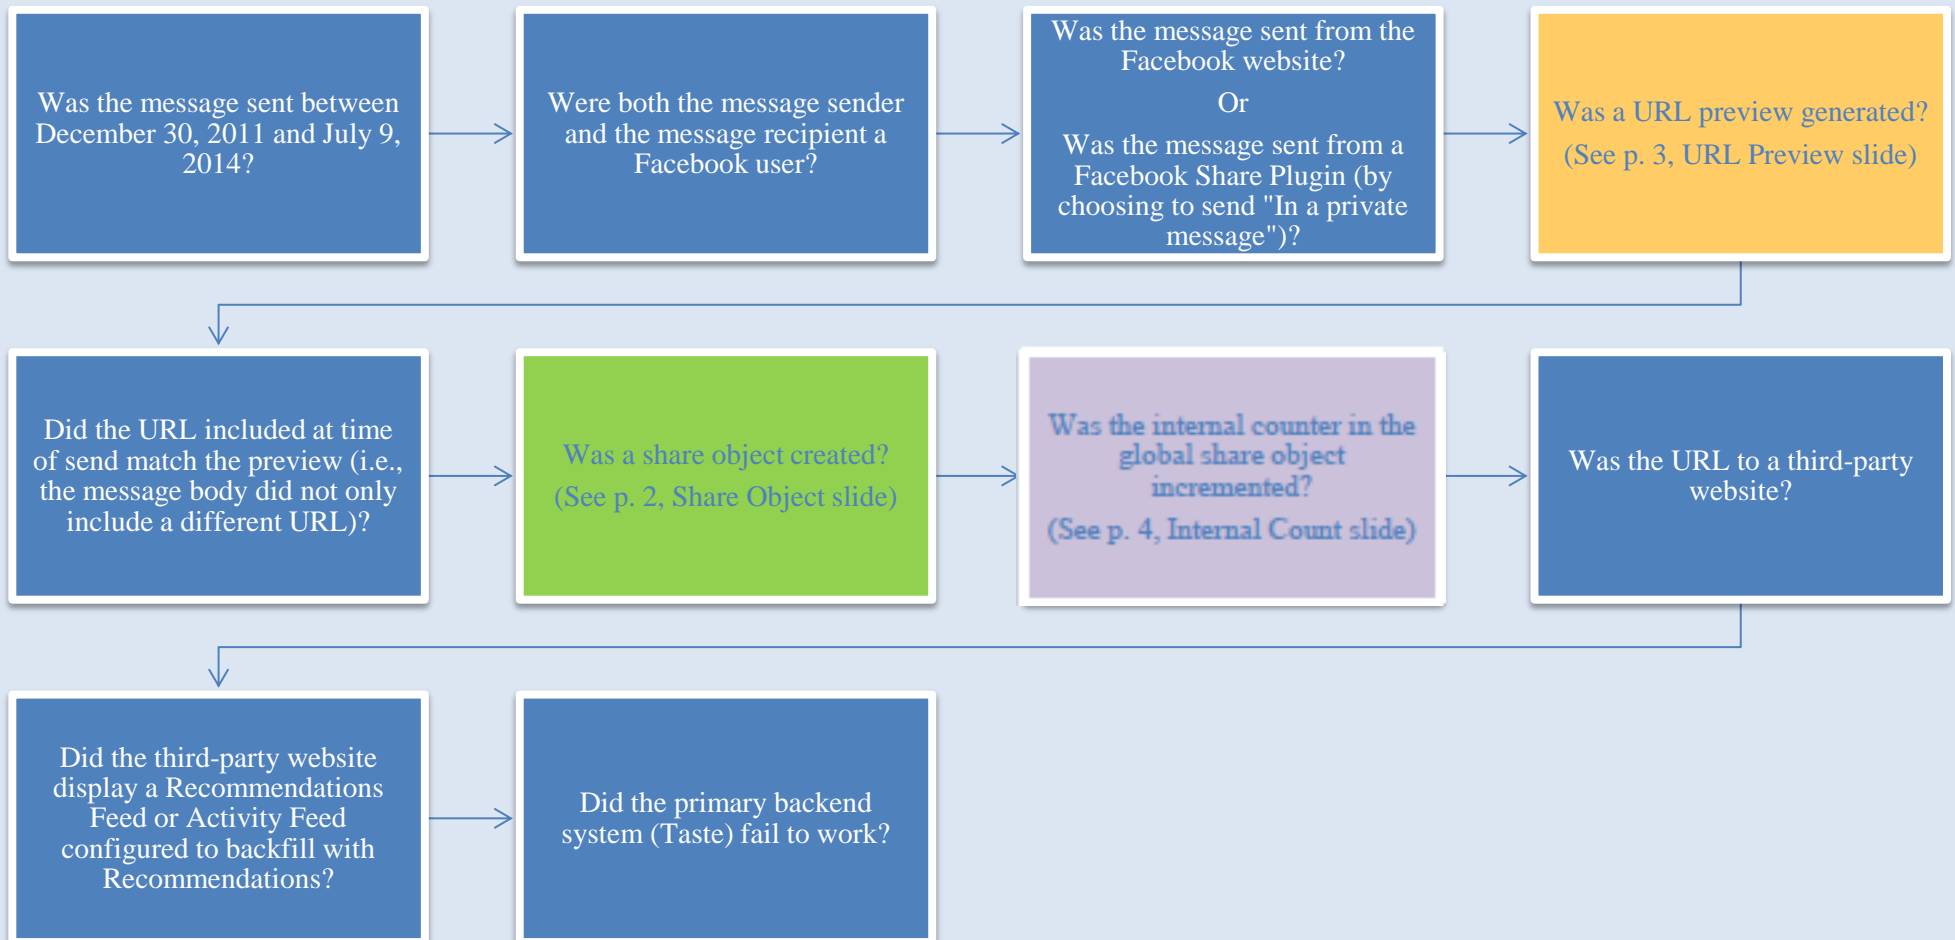 Was the message sent between
December 30, 2011 and July 9,
2014?
Were both the message sender
and the message recipient a
Facebook user?
Was the message sent from the
Facebook website?
Or
Was the message sent from a
Facebook Share Plugin (by
choosing to send "In a private
message")?
Was a URL preview generated?
(See p. 3, URL Preview slide)
Did the URL included at time
of send match the preview (i.e.,
the message body did not only
include a different URL)?
Was a share object created?
(See p. 2, Share Object slide)
Was the internal counter in the
global share object
incremented?
(See p. 4, Internal Count slide)
Was the URL to a third-party
website?
Did the third-party website
display a Recommendations
Feed or Activity Feed
configured to backfill with
Recommendations?
Did the primary backend
system (Taste) fail to work?